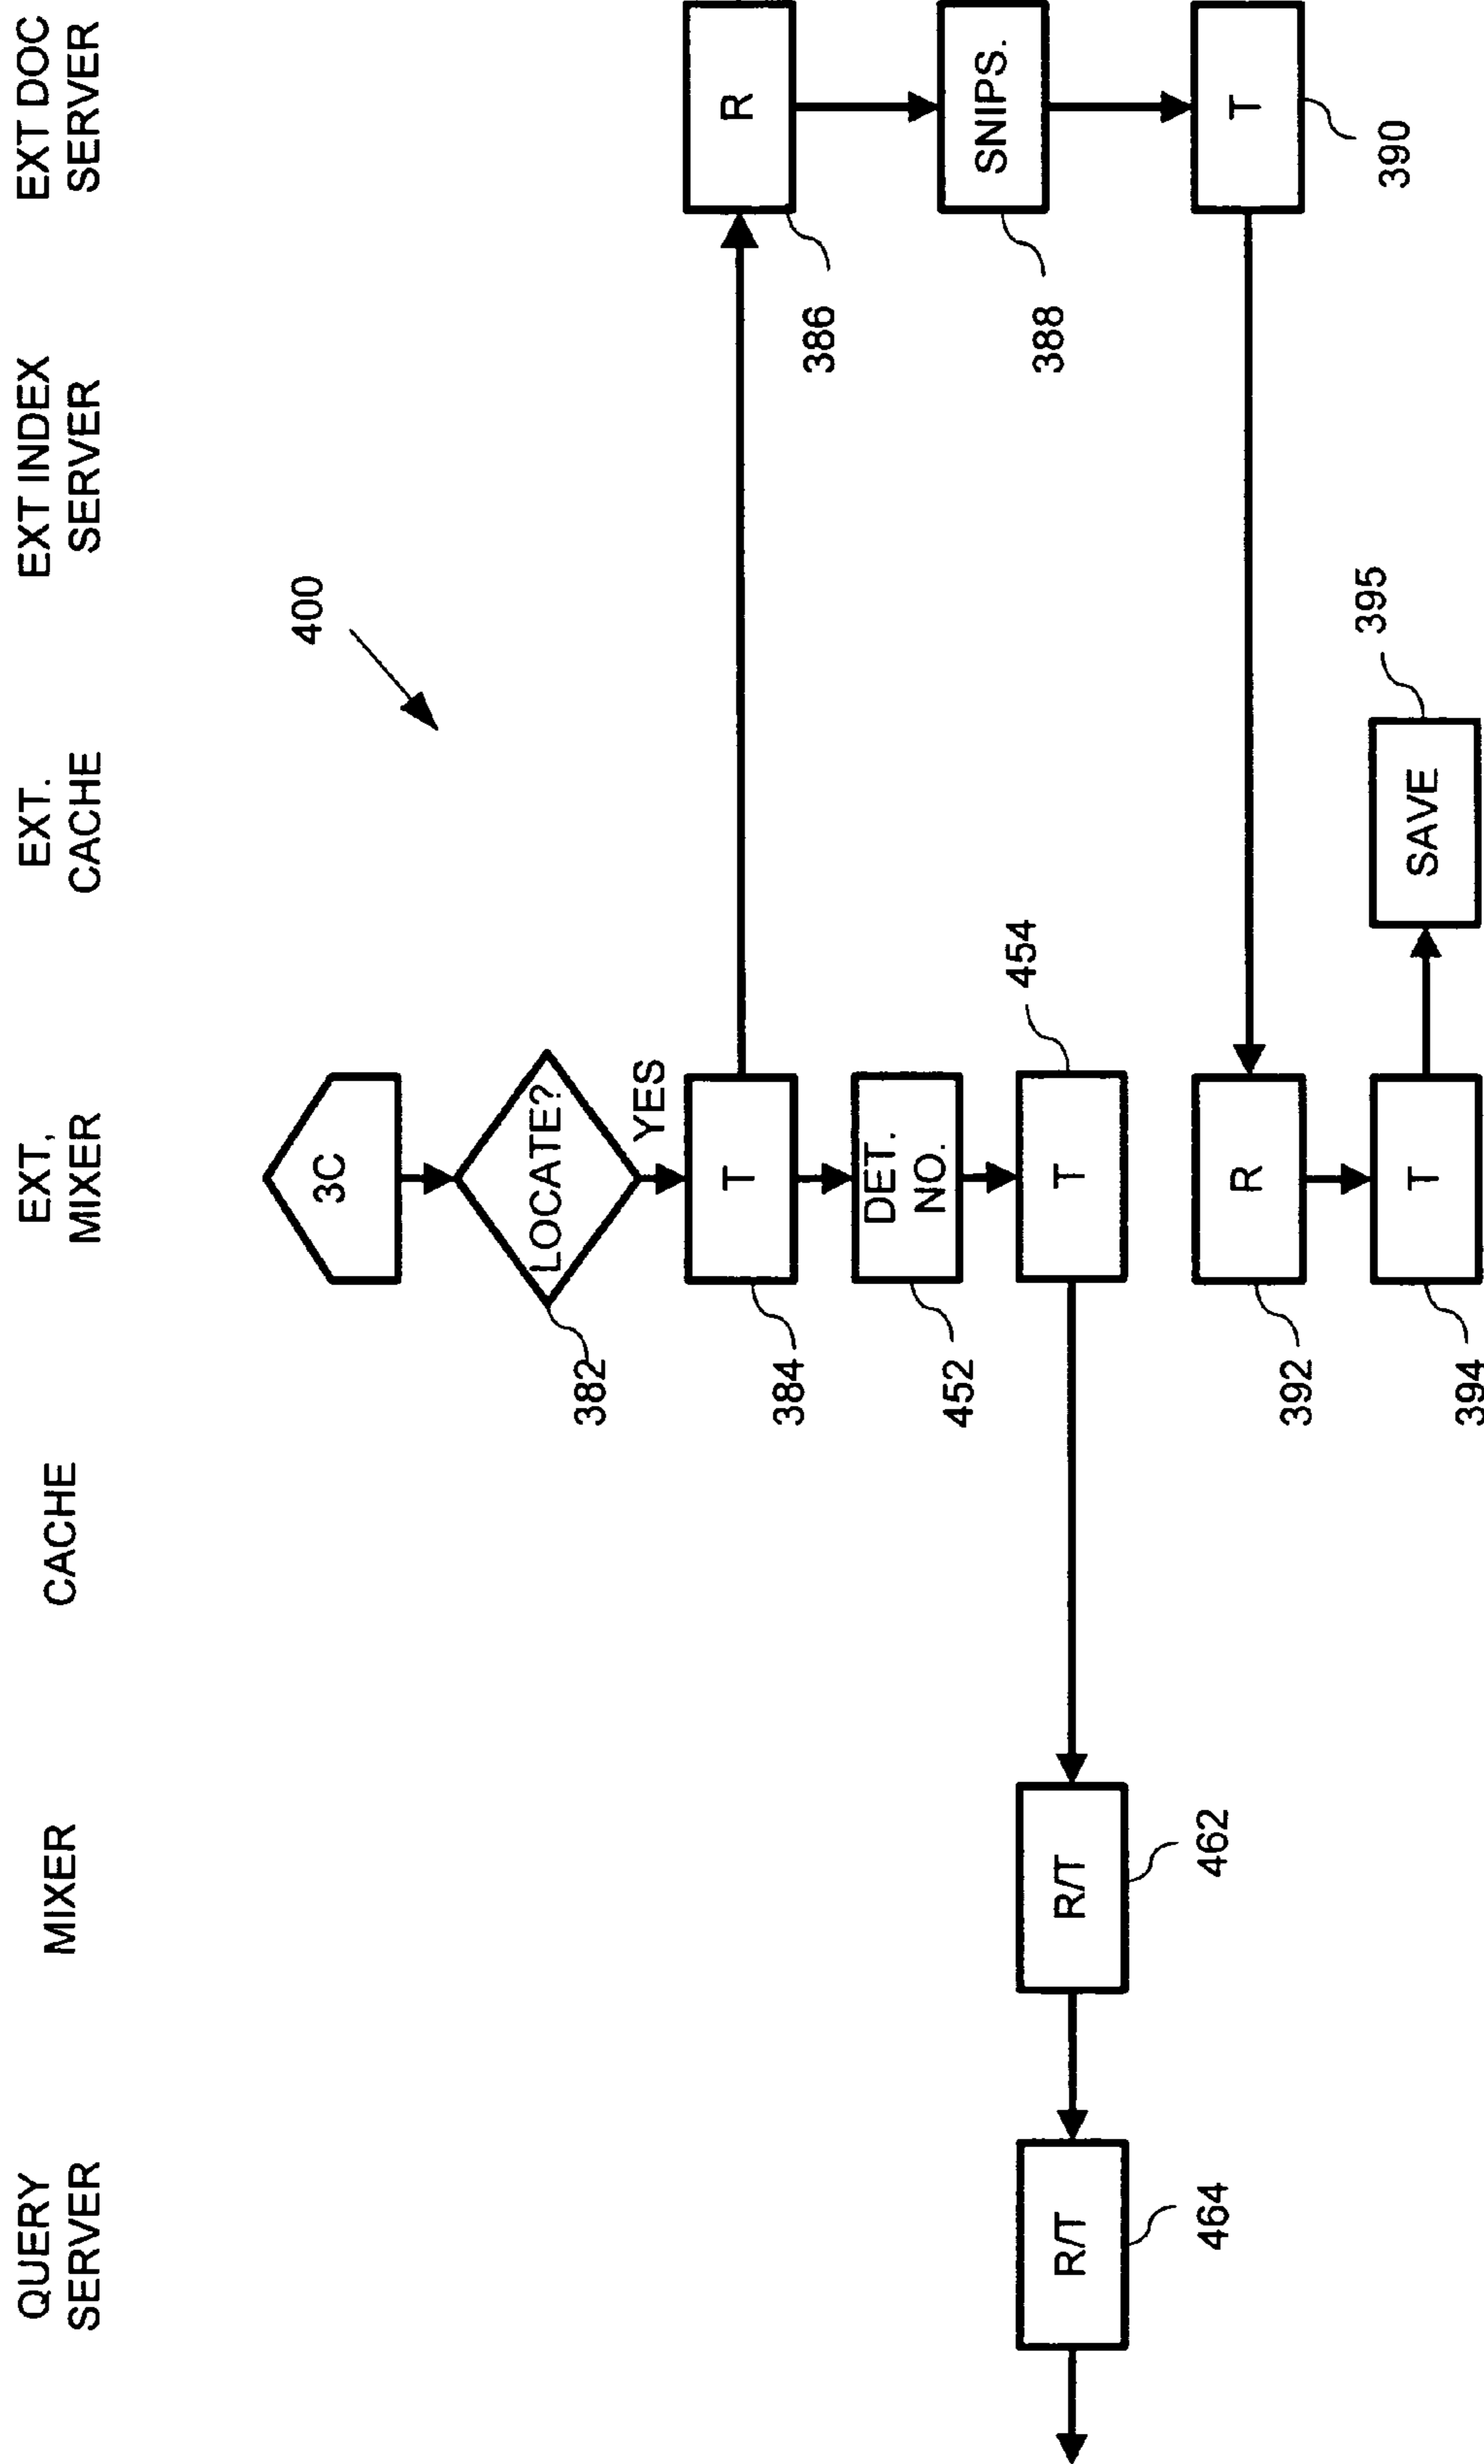 QUERY
SERVER
MIXER
CACHE
EXT,
MIXER
EXT.
CACHE
EXT INDEX
SERVER
EXT DOC
SERVER
400
3C
LOCATE?
382
YES
T
384
R
386
DET.
NO.
452
SNIPS.
388
T
454
R/T
462
R/T
464
T
390
R
392
T
394
SAVE
395